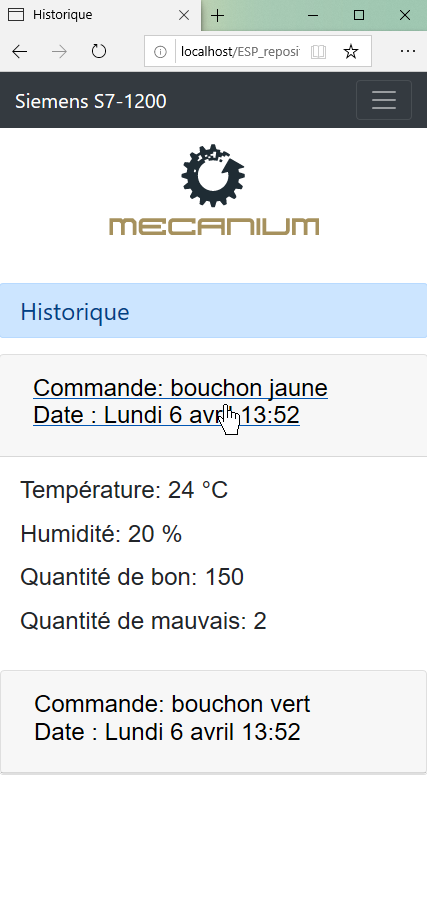 Historique
localhost/ESP_reposi
Siemens S7-1200
MECANIUM
Historique
Commande: bouchon jaune
Date : Lundi 6 avril 13:52
Température: 24 °C
Humidité: 20 %
Quantité de bon: 150
Quantité de mauvais: 2
Commande: bouchon vert
Date : Lundi 6 avril 13:52